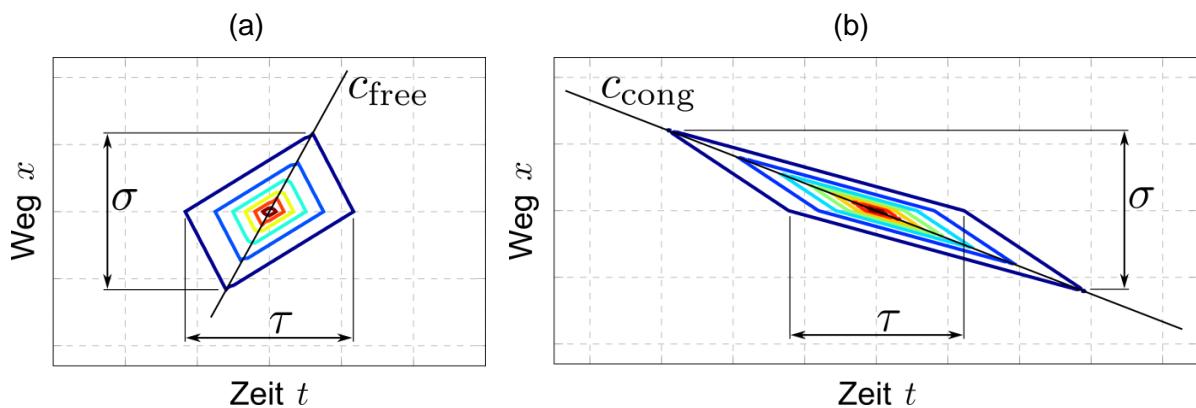 (a)
c_free
σ
τ
Weg x
Zeit t
(b)
c_cong
σ
τ
Weg x
Zeit t